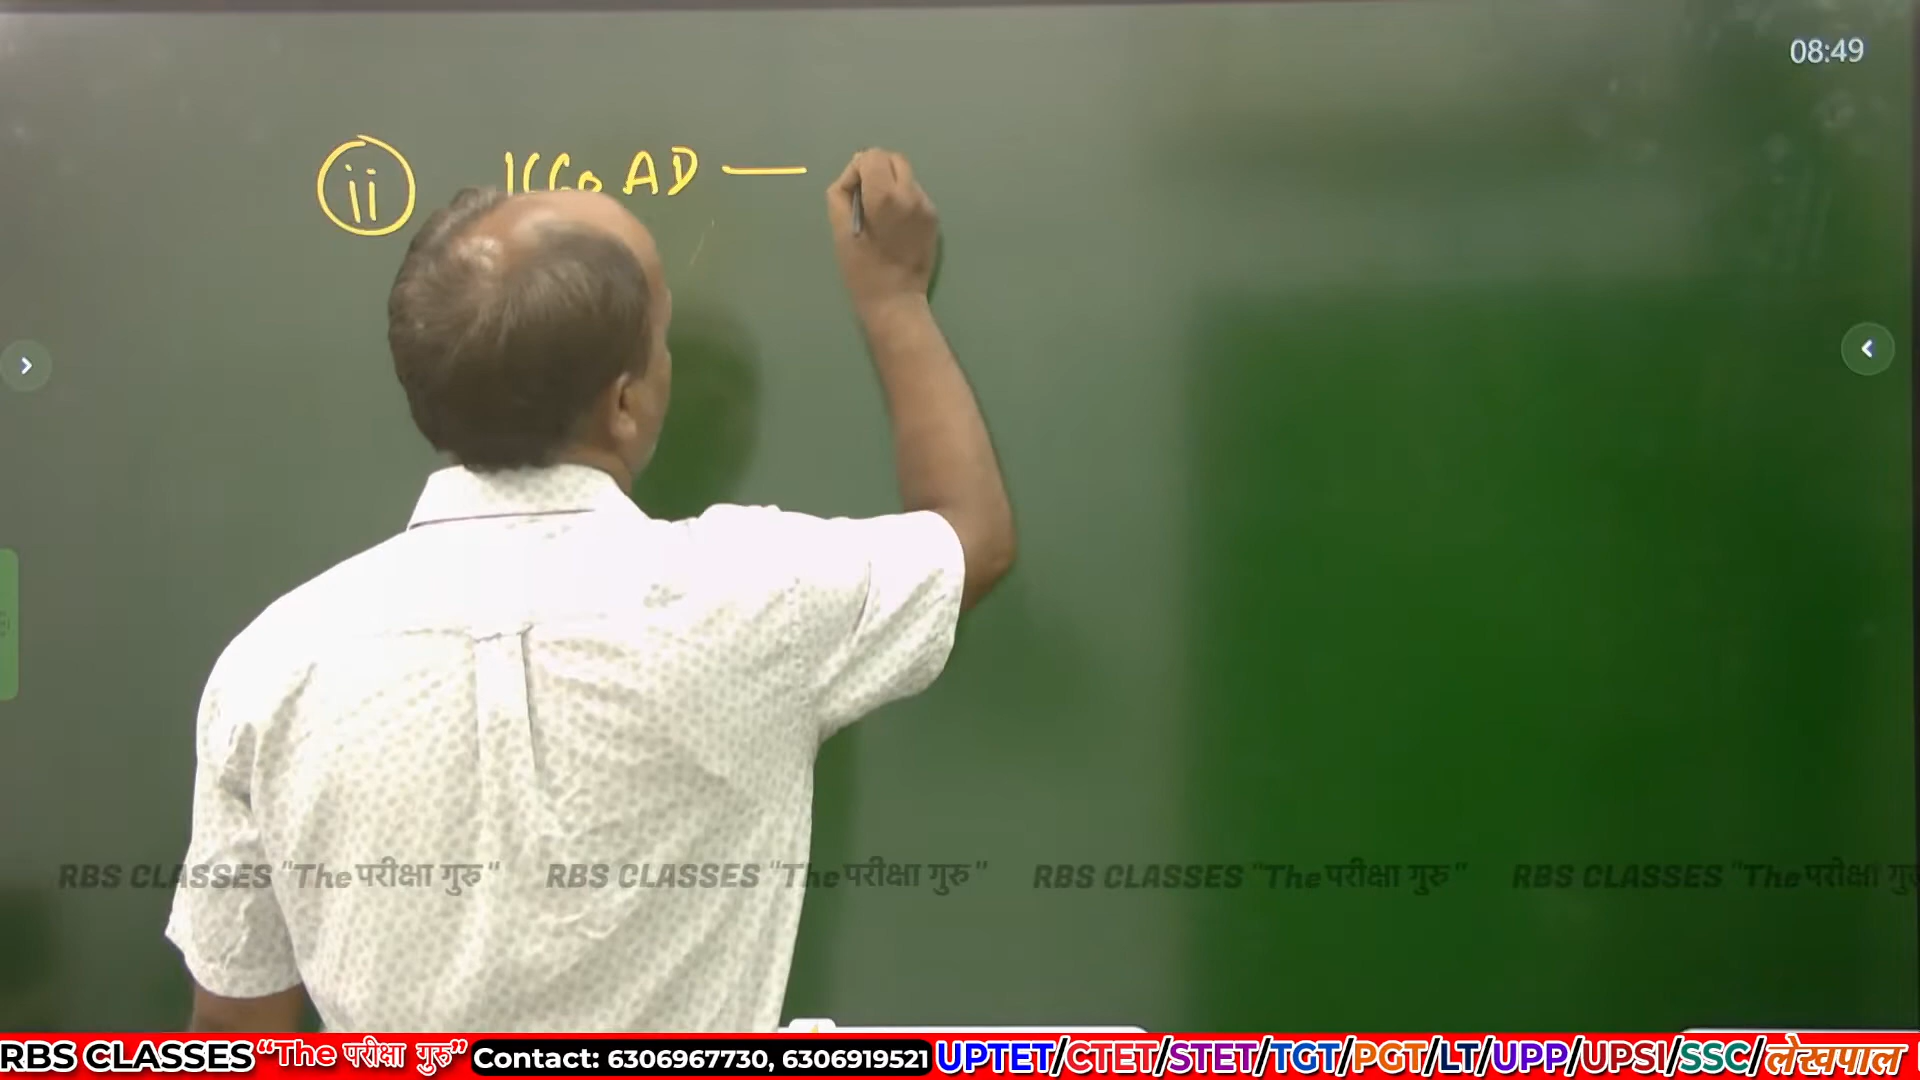 08:49
ii 1660 AD —
RBS CLASSES "The परीक्षा गुरु" RBS CLASSES "The परीक्षा गुरु" RBS CLASSES "The परीक्षा गुरु" RBS CLASSES "The परीक्षा
RBS CLASSES "The परीक्षा गुरु" Contact: 6306967730, 6306919521 UPTET/CTET/STET/TGT/PGT/LT/UPP/UPSI/SSC/लेखपाल